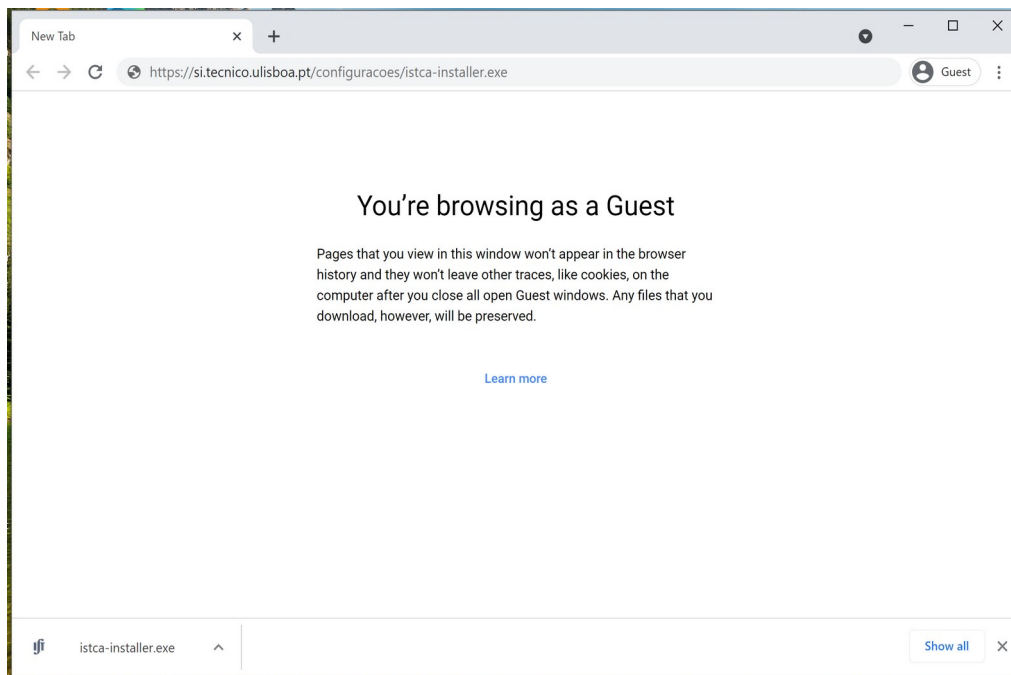 New Tab
https://si.tecnico.ulisboa.pt/configuracoes/istca-installer.exe
Guest
You're browsing as a Guest
Pages that you view in this window won't appear in the browser
history and they won't leave other traces, like cookies, on the
computer after you close all open Guest windows. Any files that you
download, however, will be preserved.
Learn more
istca-installer.exe
Show all